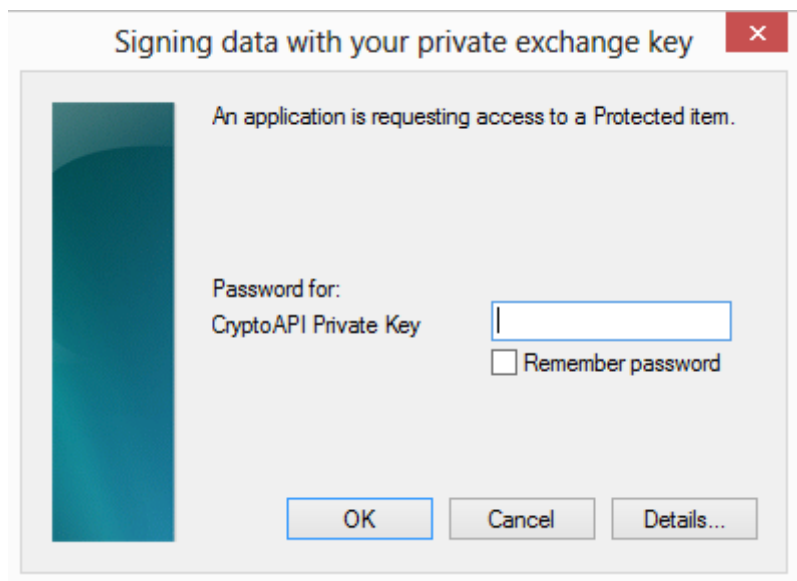 Signing data with your private exchange key
An application is requesting access to a Protected item.
Password for:
CryptoAPI Private Key
Remember password
OK
Cancel
Details...